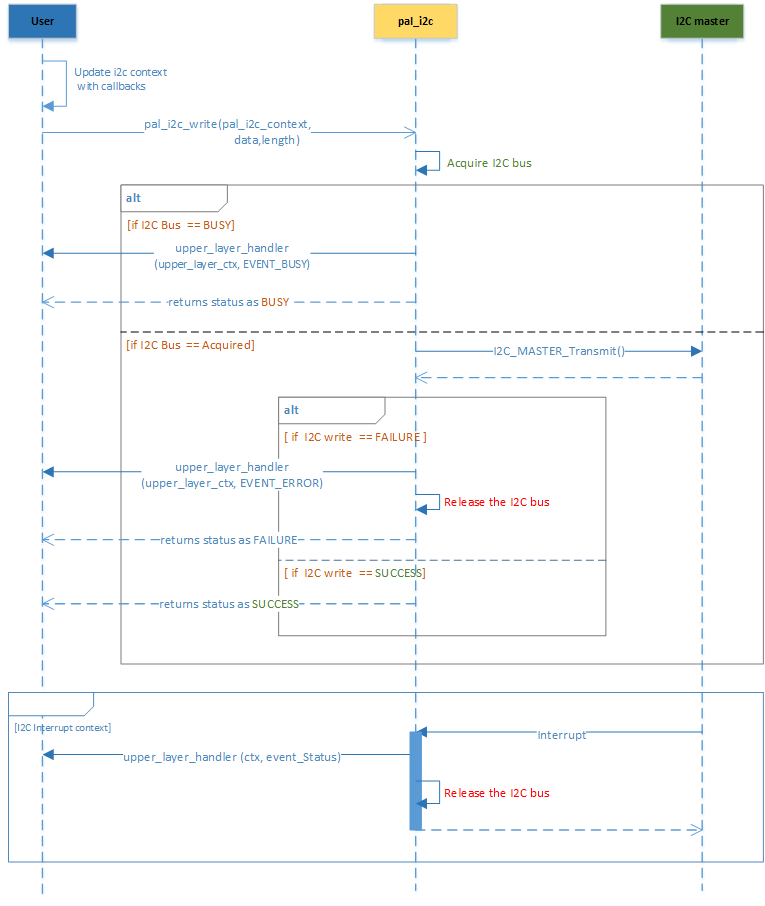 User
pal_i2c
I2C master
Update i2c context
with callbacks
pal_i2c_write(pal_i2c_context,
data,length)
Acquire I2C bus
alt
[if I2C Bus == BUSY]
upper_layer_handler
(upper_layer_ctx, EVENT_BUSY)
returns status as BUSY
[if I2C Bus == Acquired]
I2C_MASTER_Transmit()
alt
[ if I2C write == FAILURE ]
upper_layer_handler
(upper_layer_ctx, EVENT_ERROR)
Release the I2C bus
returns status as FAILURE
[ if I2C write == SUCCESS]
returns status as SUCCESS
[I2C Interrupt context]
Interrupt
upper_layer_handler (ctx, event_Status)
Release the I2C bus